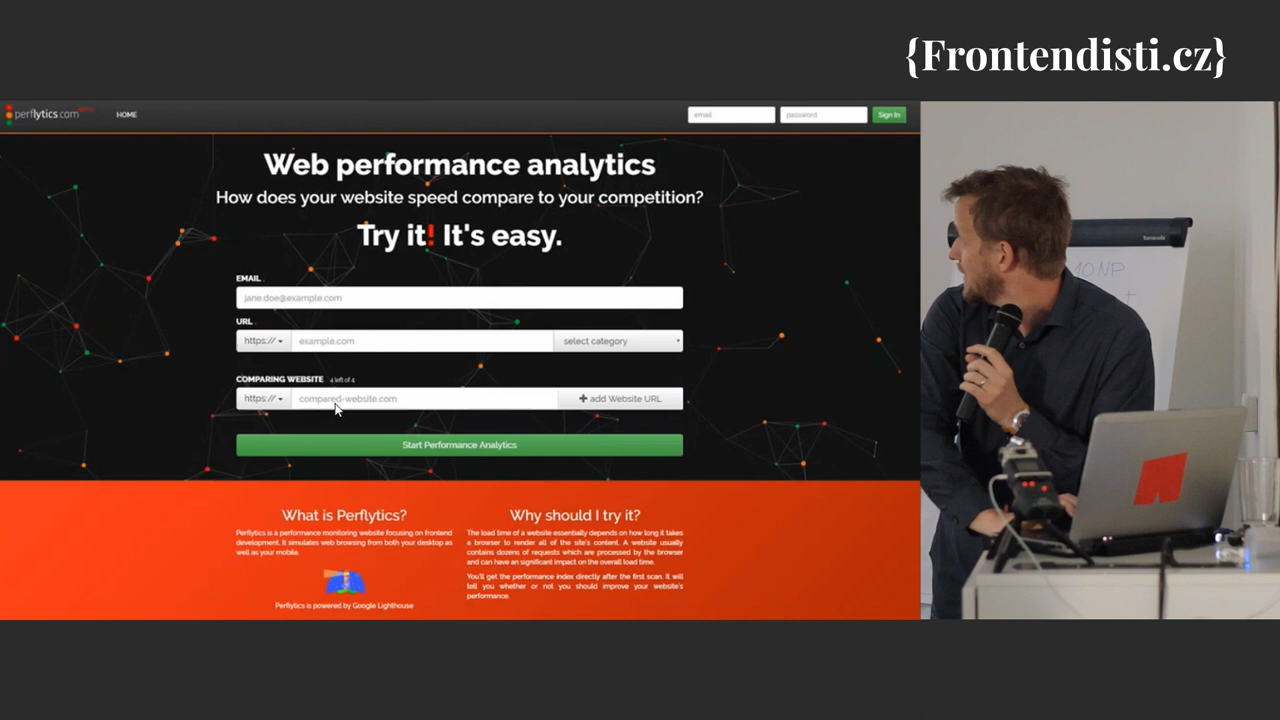 {Frontendisti.cz}
perflytics.com
HOME
email
password
Sign In
Web performance analytics
How does your website speed compare to your competition?
Try it! It's easy.
EMAIL
jane.doe@example.com
URL
https://
example.com
select category
COMPARING WEBSITE 4 left of 4
https://
compared-website.com
add Website URL
Start Performance Analytics
What is Perflytics?
Perflytics is a performance monitoring website focusing on frontend
development. It simulates web browsing from both your desktop as
well as your mobile.
Perflytics is powered by Google Lighthouse
Why should I try it?
The load time of a website essentially depends on how long it takes
a browser to render all of the site's content. A website usually
contains dozens of requests which are processed by the browser
and can have an significant impact on the overall load time.
You'll get the performance index directly after the first scan. It will
tell you whether or not you should improve your website's
performance.